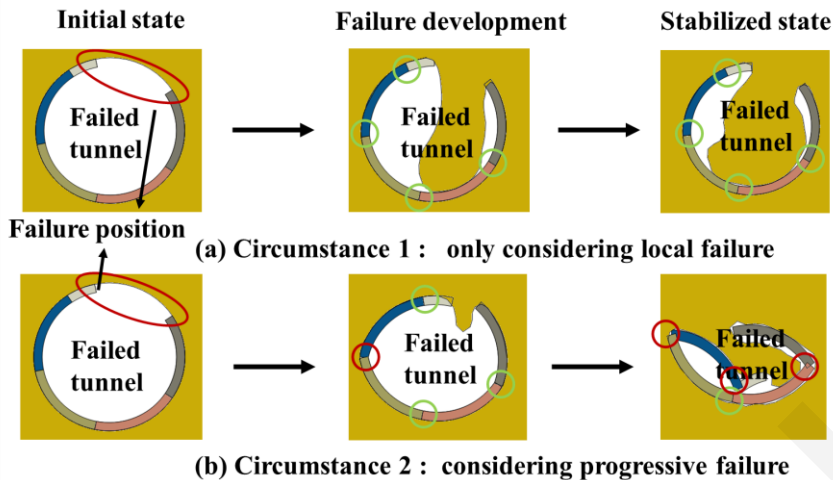 Initial state
Failure development
Stabilized state
Failed
tunnel
Failed
tunnel
Failed
tunnel
Failure position
(a) Circumstance 1 : only considering local failure
Failed
tunnel
Failed
tunnel
Failed
tunnel
(b) Circumstance 2 : considering progressive failure